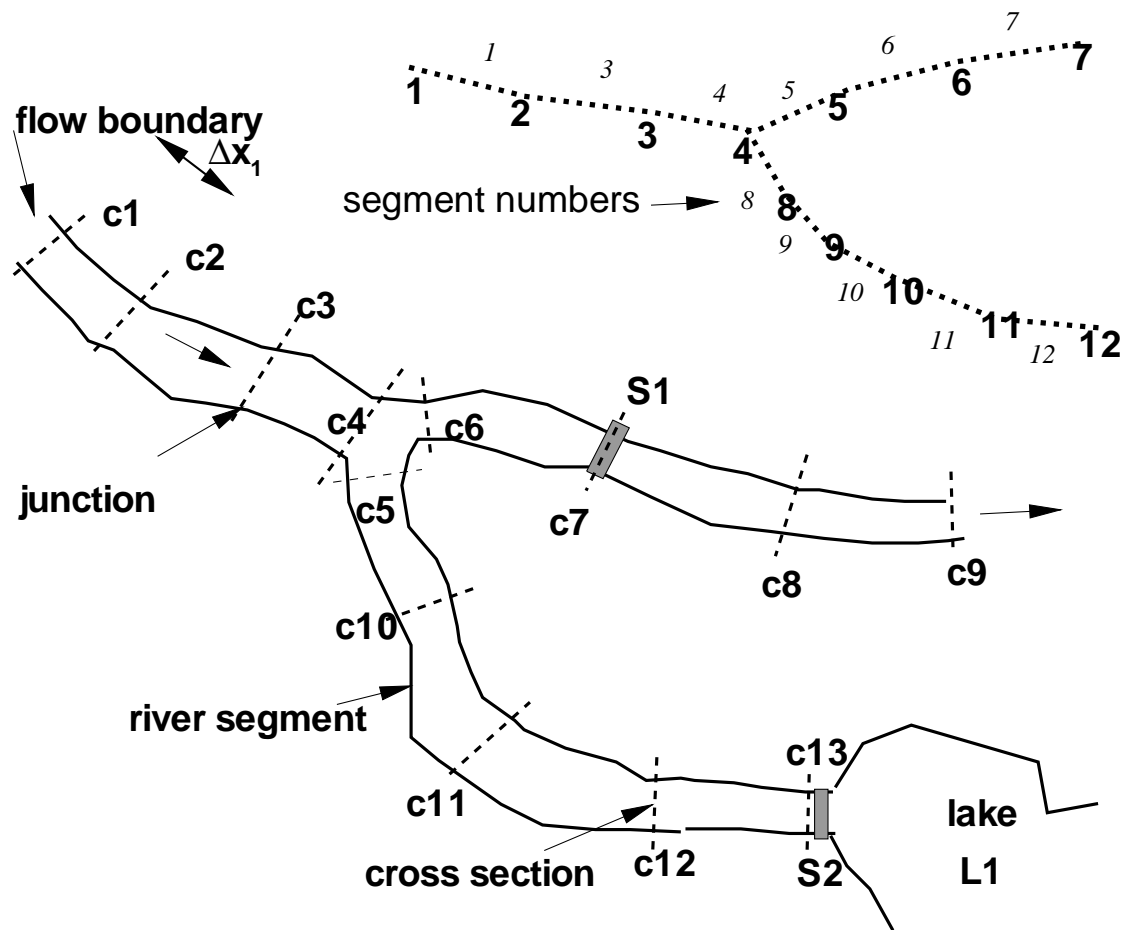 1
3
4
5
6
7
1
2
3
4
5
6
7
flow boundary
Δx1
segment numbers
8
8
9
9
10
10
11
11
12
12
c1
c2
c3
c4
c6
S1
c5
c7
junction
c8
c9
c10
river segment
c11
cross section
c12
c13
S2
lake
L1